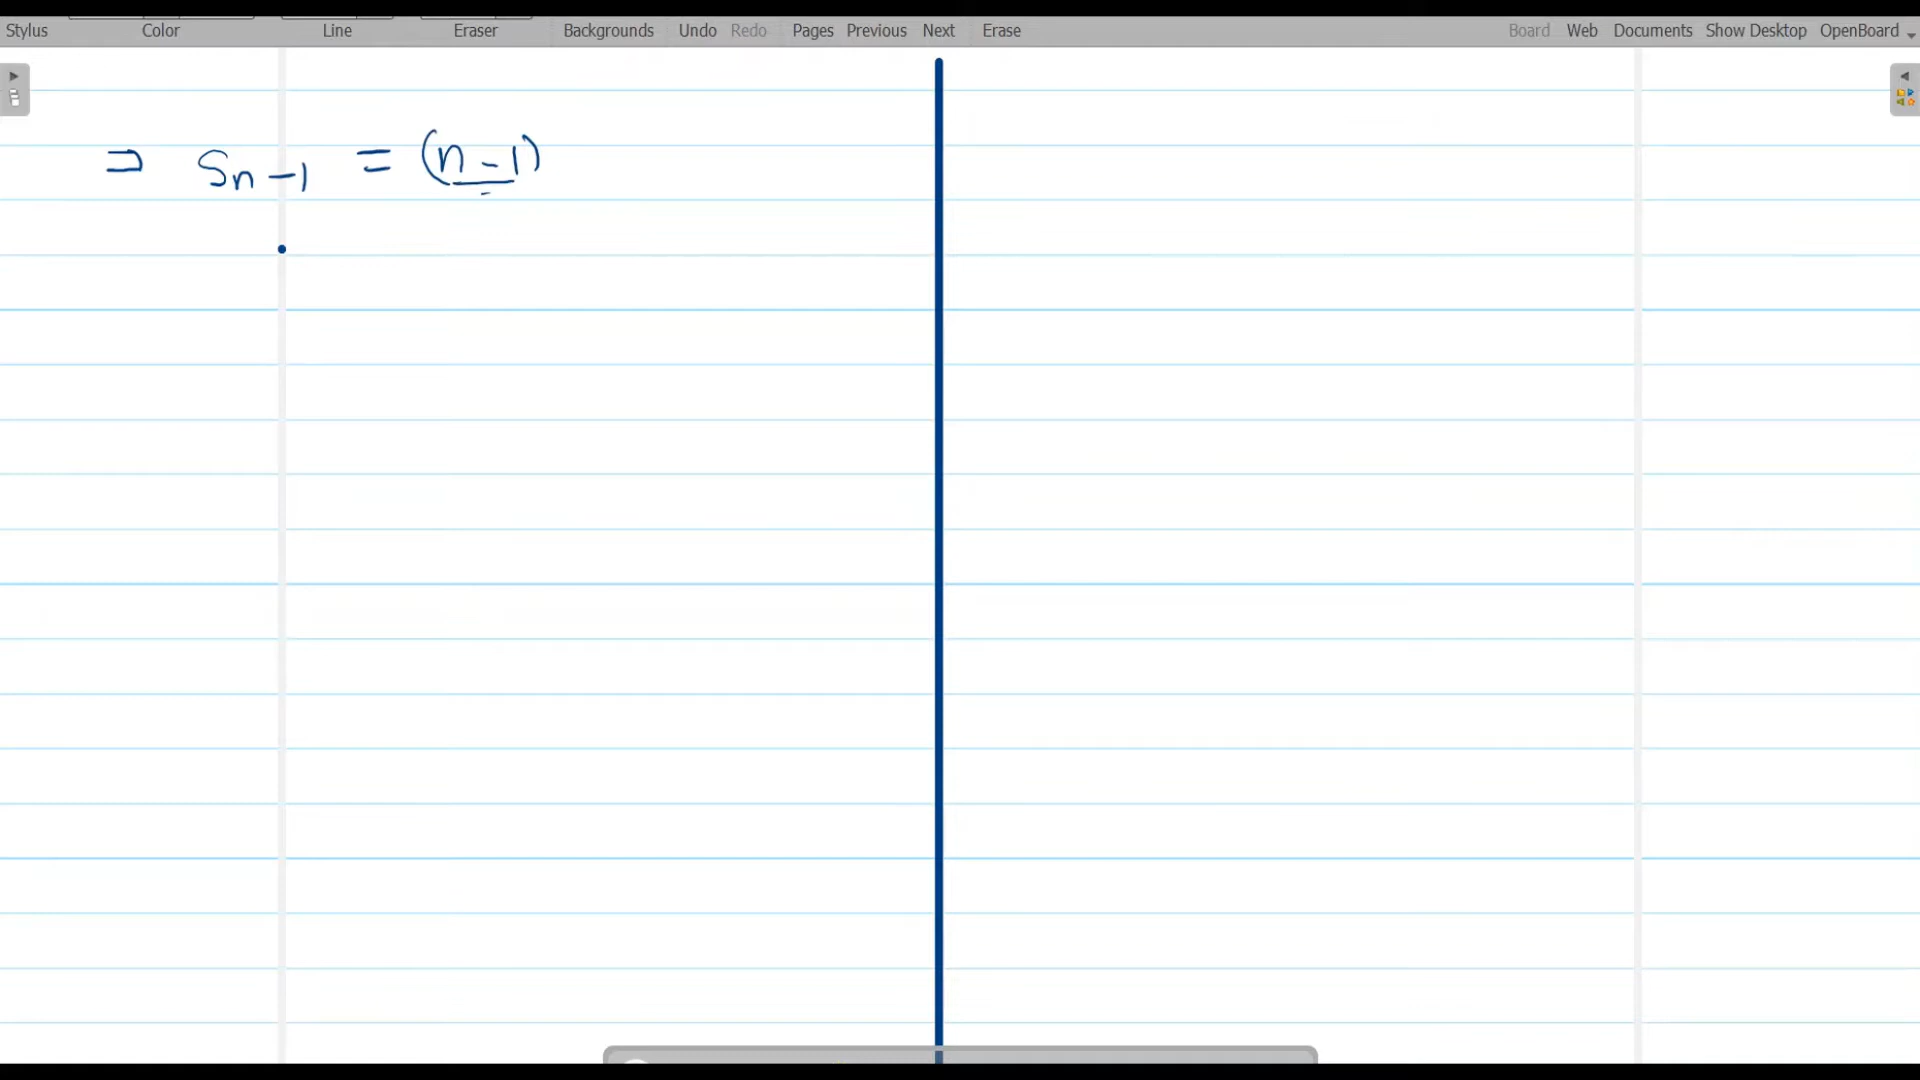 Stylus Color Line Eraser Backgrounds Undo Redo Pages Previous Next Erase Board Web Documents Show Desktop OpenBoard
⇒ Sn-1 = (n-1)